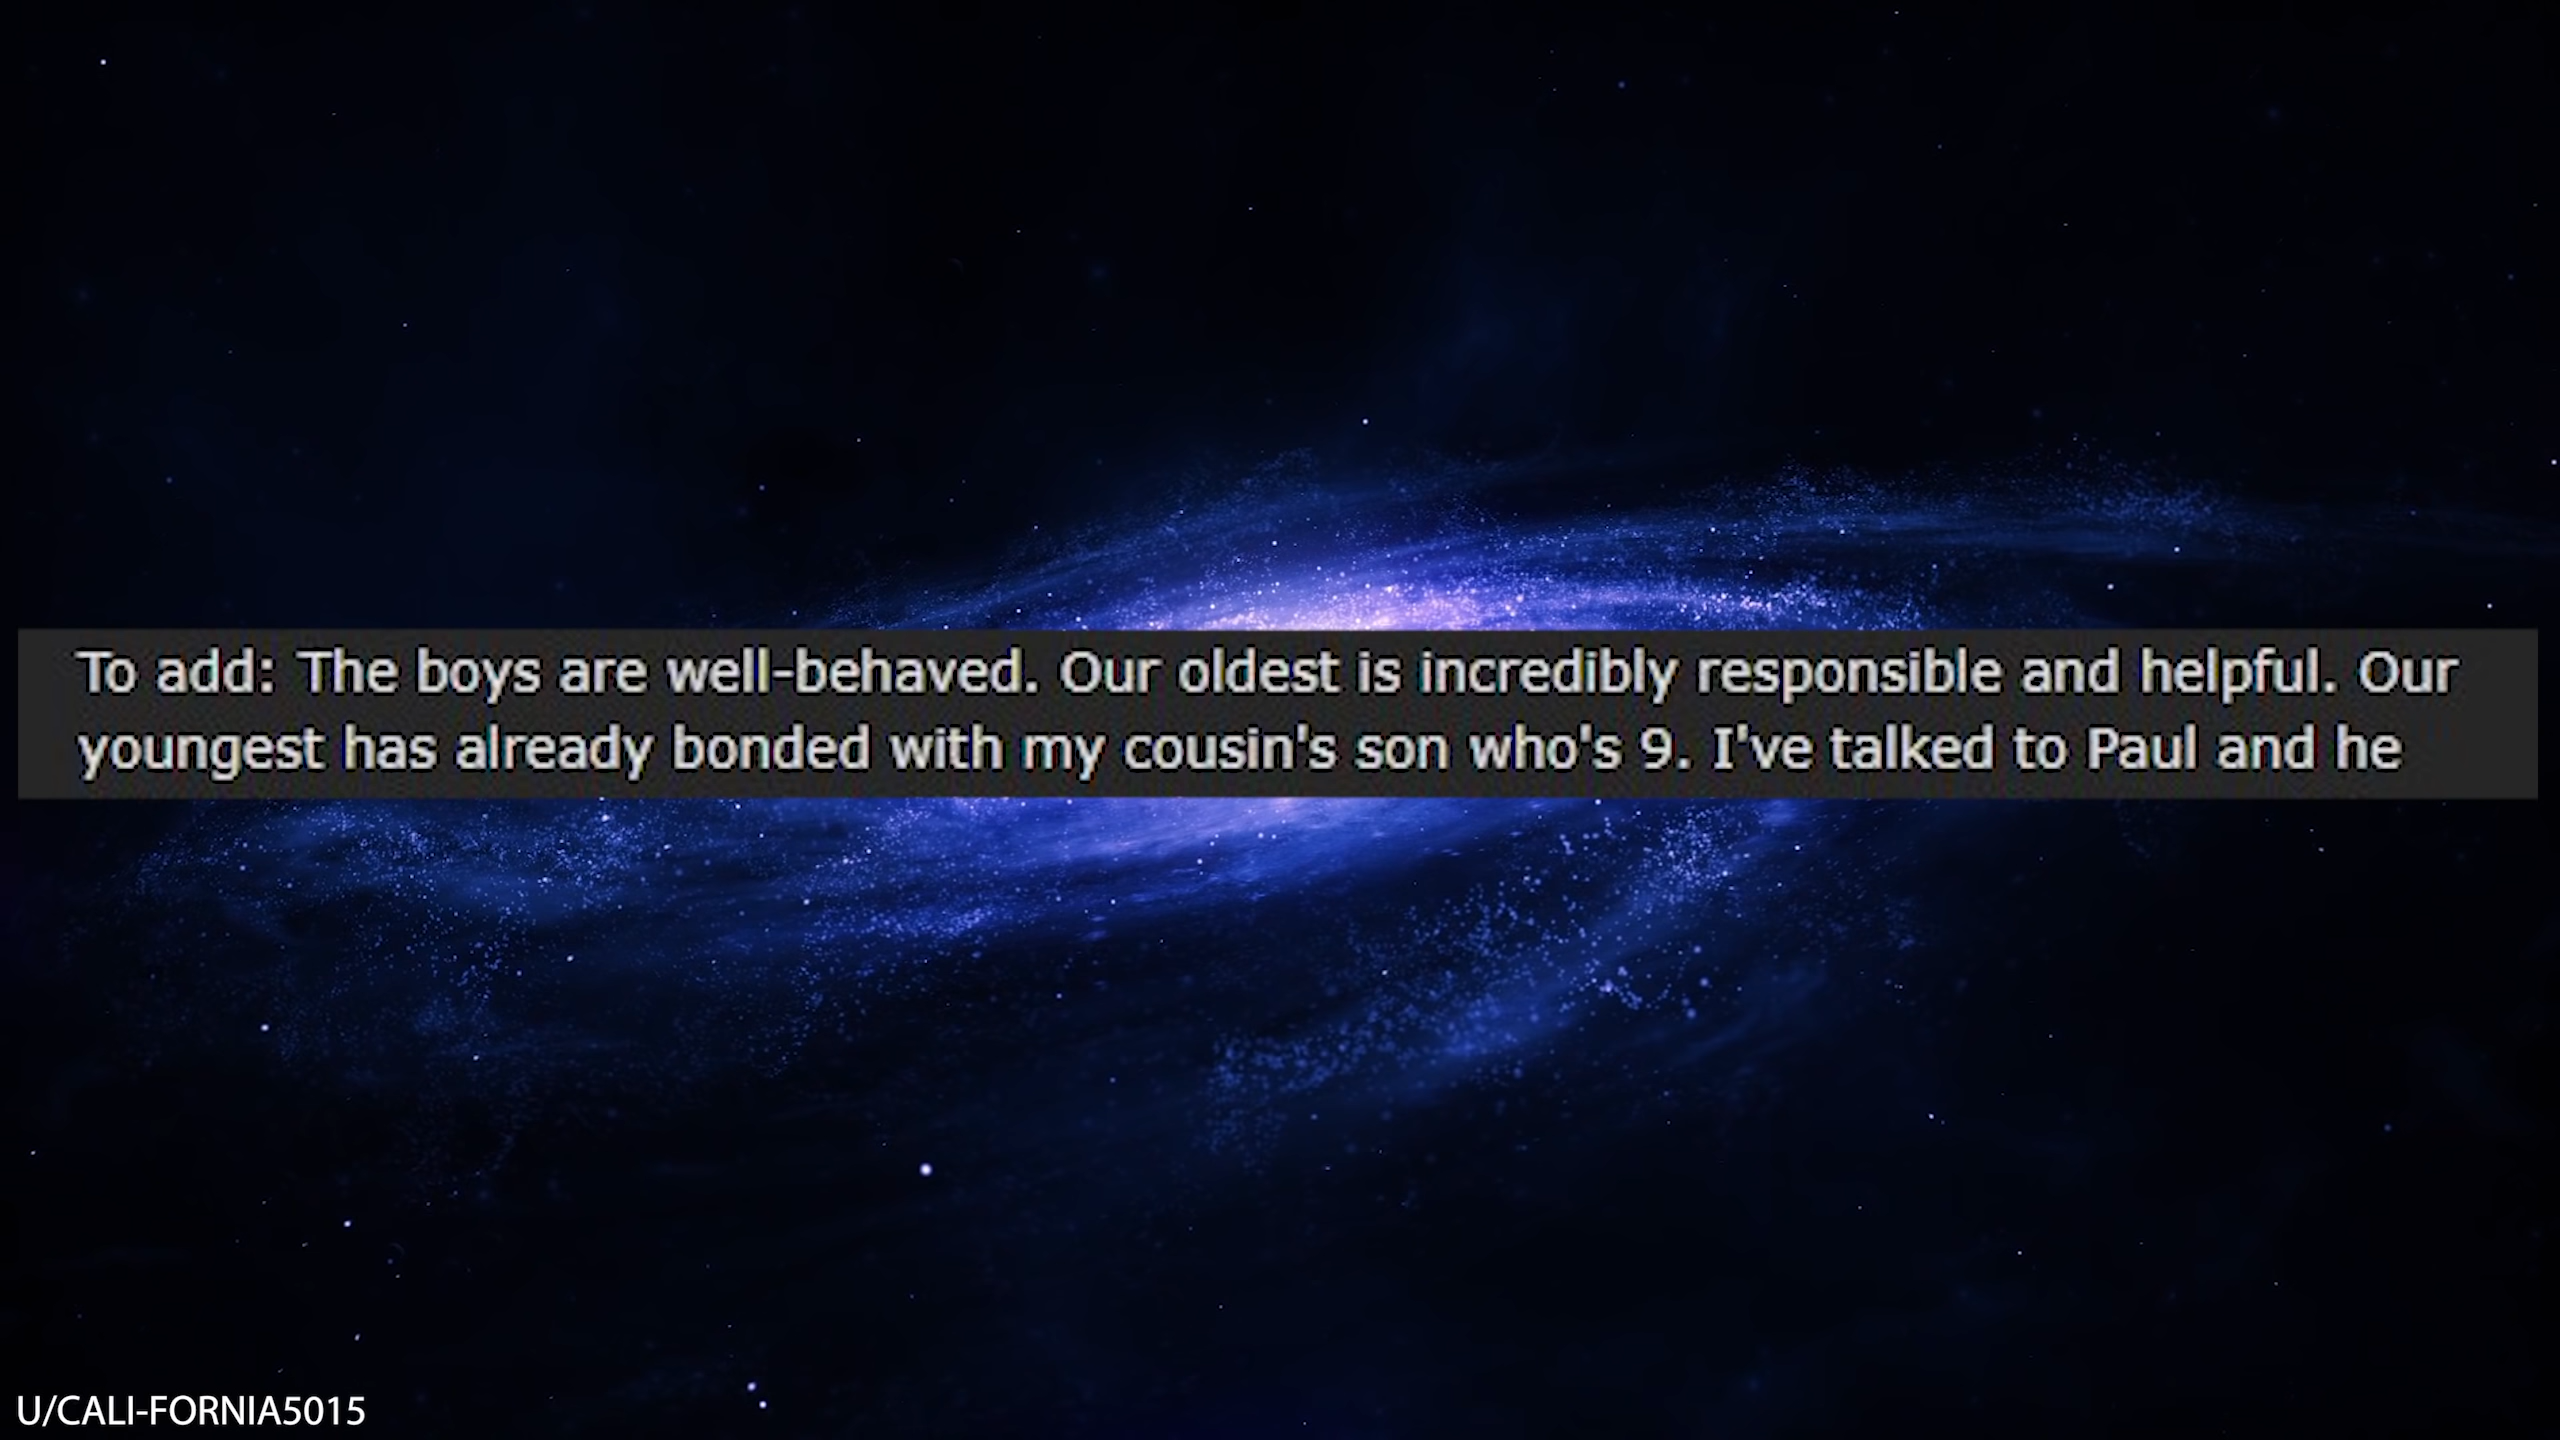 To add: The boys are well-behaved. Our oldest is incredibly responsible and helpful. Our
youngest has already bonded with my cousin's son who's 9. I've talked to Paul and he
U/CALI-FORNIA5015